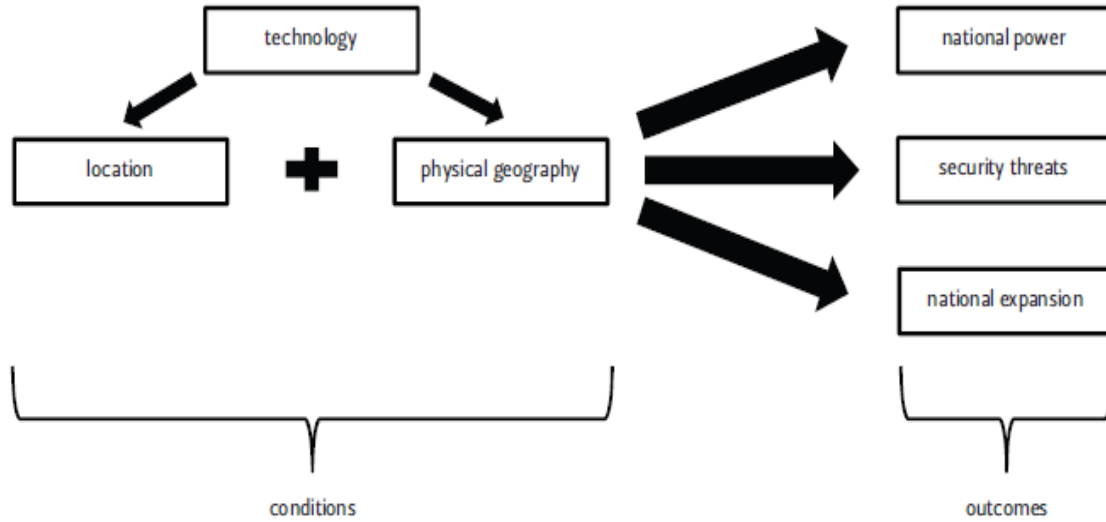 technology
national power
location
physical geography
security threats
national expansion
conditions
outcomes